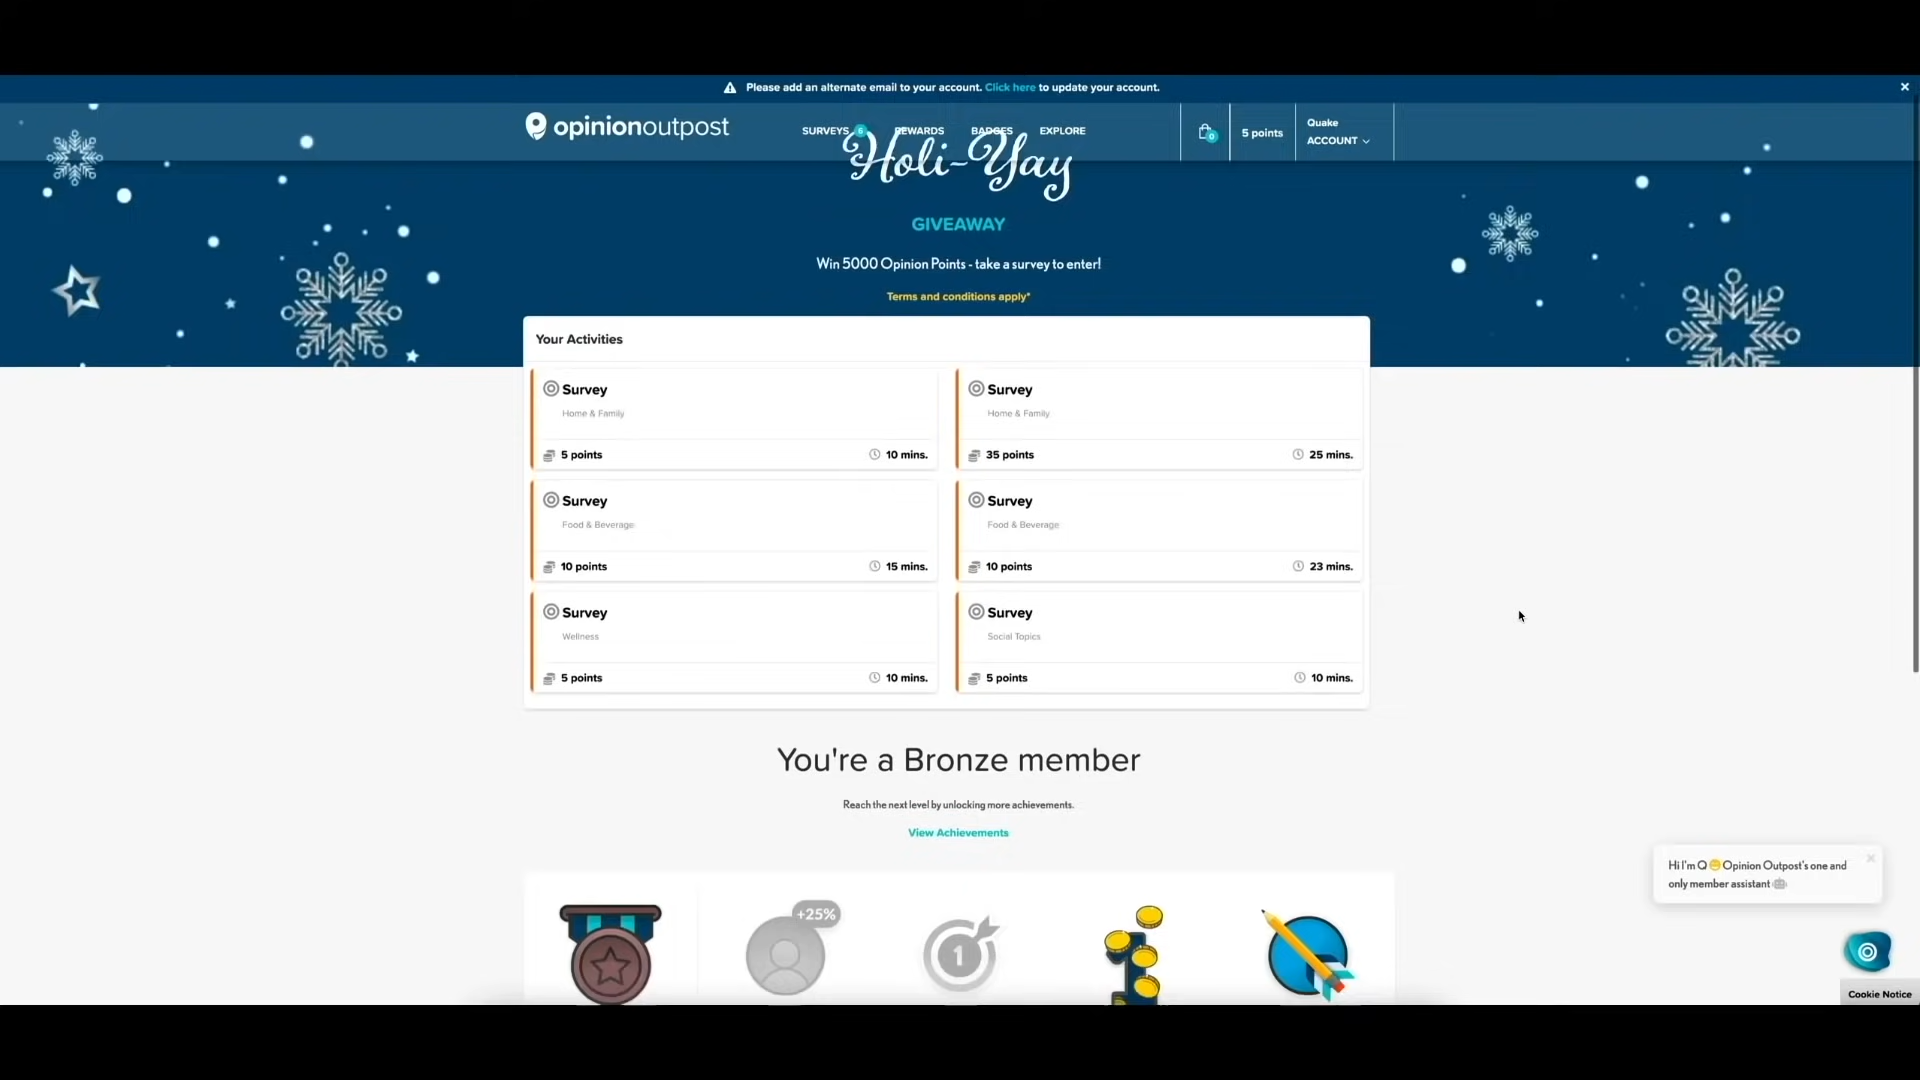 Please add an alternate email to your account. Click here to update your account.
opinionoutpost
SURVEYS 6 REWARDS BADGES EXPLORE
0
5 points
Quake
ACCOUNT
Holi-Yay
GIVEAWAY
Win 5000 Opinion Points - take a survey to enter!
Terms and conditions apply*
Your Activities
Survey
Home & Family
5 points 10 mins.
Survey
Home & Family
35 points 25 mins.
Survey
Food & Beverage
10 points 15 mins.
Survey
Food & Beverage
10 points 23 mins.
Survey
Wellness
5 points 10 mins.
Survey
Social Topics
5 points 10 mins.
You're a Bronze member
Reach the next level by unlocking more achievements.
View Achievements
+25%
1
Hi I'm Q 😀 Opinion Outpost's one and
only member assistant 🤖
Cookie Notice